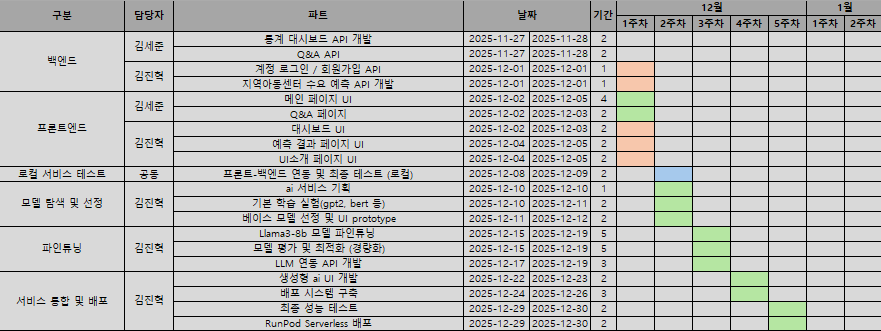 구분 담당자 파트 날짜 기간 12월 1월
1주차 2주차 3주차 4주차 5주차 1주차 2주차
백엔드 김세준 통계 대시보드 API 개발 2025-11-27 2025-11-28 2
Q&A API 2025-11-27 2025-11-28 2
김진혁 계정 로그인 / 회원가입 API 2025-12-01 2025-12-01 1
지역아동센터 수요 예측 API 개발 2025-12-01 2025-12-01 1
프론트엔드 김세준 메인 페이지 UI 2025-12-02 2025-12-05 4
Q&A 페이지 2025-12-02 2025-12-03 2
김진혁 대시보드 UI 2025-12-02 2025-12-03 2
예측 결과 페이지 UI 2025-12-04 2025-12-05 2
UI소개 페이지 UI 2025-12-04 2025-12-05 2
로컬 서비스 테스트 공동 프론트-백엔드 연동 및 최종 테스트 (로컬) 2025-12-08 2025-12-09 2
모델 탐색 및 선정 김진혁 ai 서비스 기획 2025-12-10 2025-12-10 1
기본 학습 실험(gpt2, bert 등) 2025-12-10 2025-12-11 2
베이스 모델 선정 및 UI prototype 2025-12-11 2025-12-12 2
파인튜닝 김진혁 Llama3-8b 모델 파인튜닝 2025-12-15 2025-12-19 5
모델 평가 및 최적화 (경량화) 2025-12-15 2025-12-19 5
LLM 연동 API 개발 2025-12-17 2025-12-19 3
서비스 통합 및 배포 김진혁 생성형 ai UI 개발 2025-12-22 2025-12-23 2
배포 시스템 구축 2025-12-24 2025-12-26 3
최종 성능 테스트 2025-12-29 2025-12-30 2
RunPod Serverless 배포 2025-12-29 2025-12-30 2